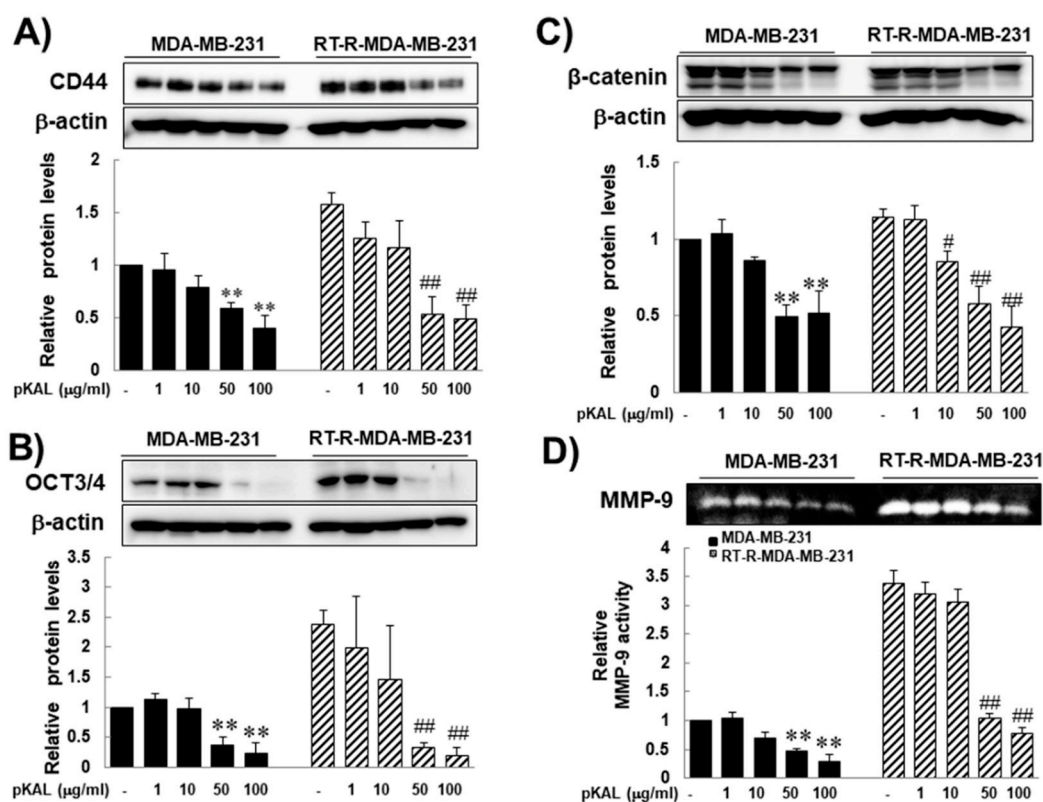 A)
MDA-MB-231 RT-R-MDA-MB-231
CD44
β-actin
Relative protein levels
2
1.5
1
0.5
0
** ** ## ##
pKAL (μg/ml) - 1 10 50 100 - 1 10 50 100
B)
MDA-MB-231 RT-R-MDA-MB-231
OCT3/4
β-actin
Relative protein levels
3.5
3
2.5
2
1.5
1
0.5
0
** ** ## ##
pKAL (μg/ml) - 1 10 50 100 - 1 10 50 100
C)
MDA-MB-231 RT-R-MDA-MB-231
β-catenin
β-actin
Relative protein levels
1.5
1
0.5
0
** ** # ## ##
pKAL (μg/ml) - 1 10 50 100 - 1 10 50 100
D)
MDA-MB-231 RT-R-MDA-MB-231
MMP-9
MDA-MB-231
RT-R-MDA-MB-231
Relative
MMP-9 activity
4
3.5
3
2.5
2
1.5
1
0.5
0
** ** ## ##
pKAL (μg/ml) - 1 10 50 100 - 1 10 50 100